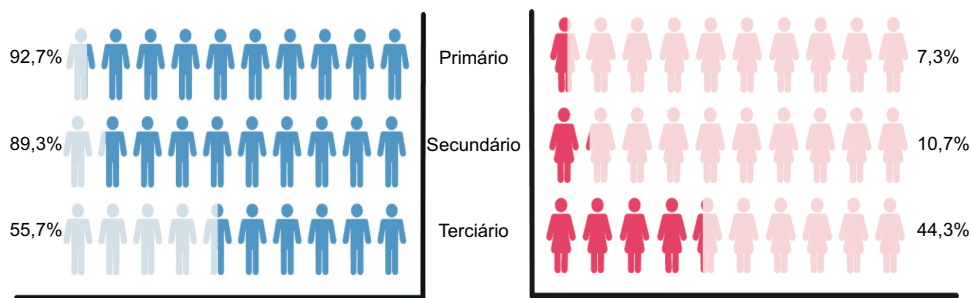 92,7% Primário 7,3%
89,3% Secundário 10,7%
55,7% Terciário 44,3%